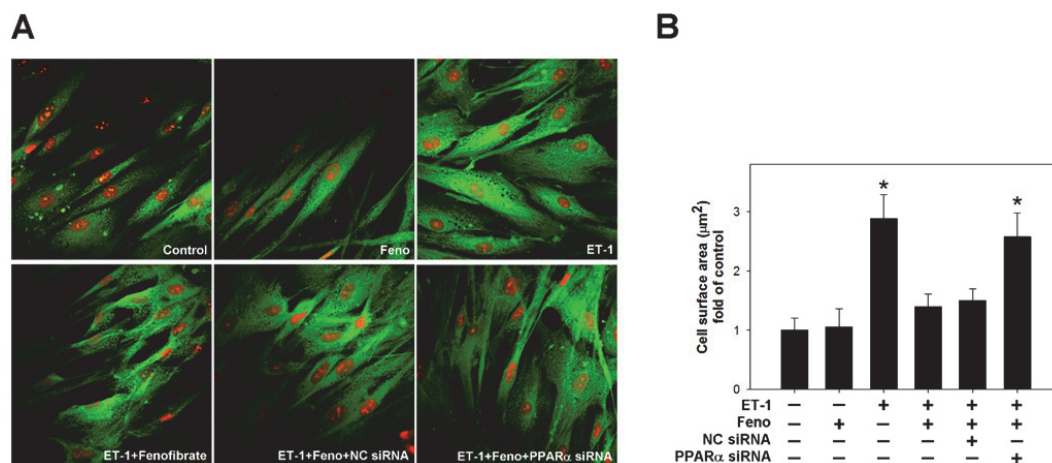 A
Control
Feno
ET-1
ET-1+Fenofibrate
ET-1+Feno+NC siRNA
ET-1+Feno+PPARα siRNA
B
Cell surface area (μm²)
fold of control
3
2
1
0
*
*
ET-1 – – + + + +
Feno – + – + + +
NC siRNA – – – – + –
PPARα siRNA – – – – – +